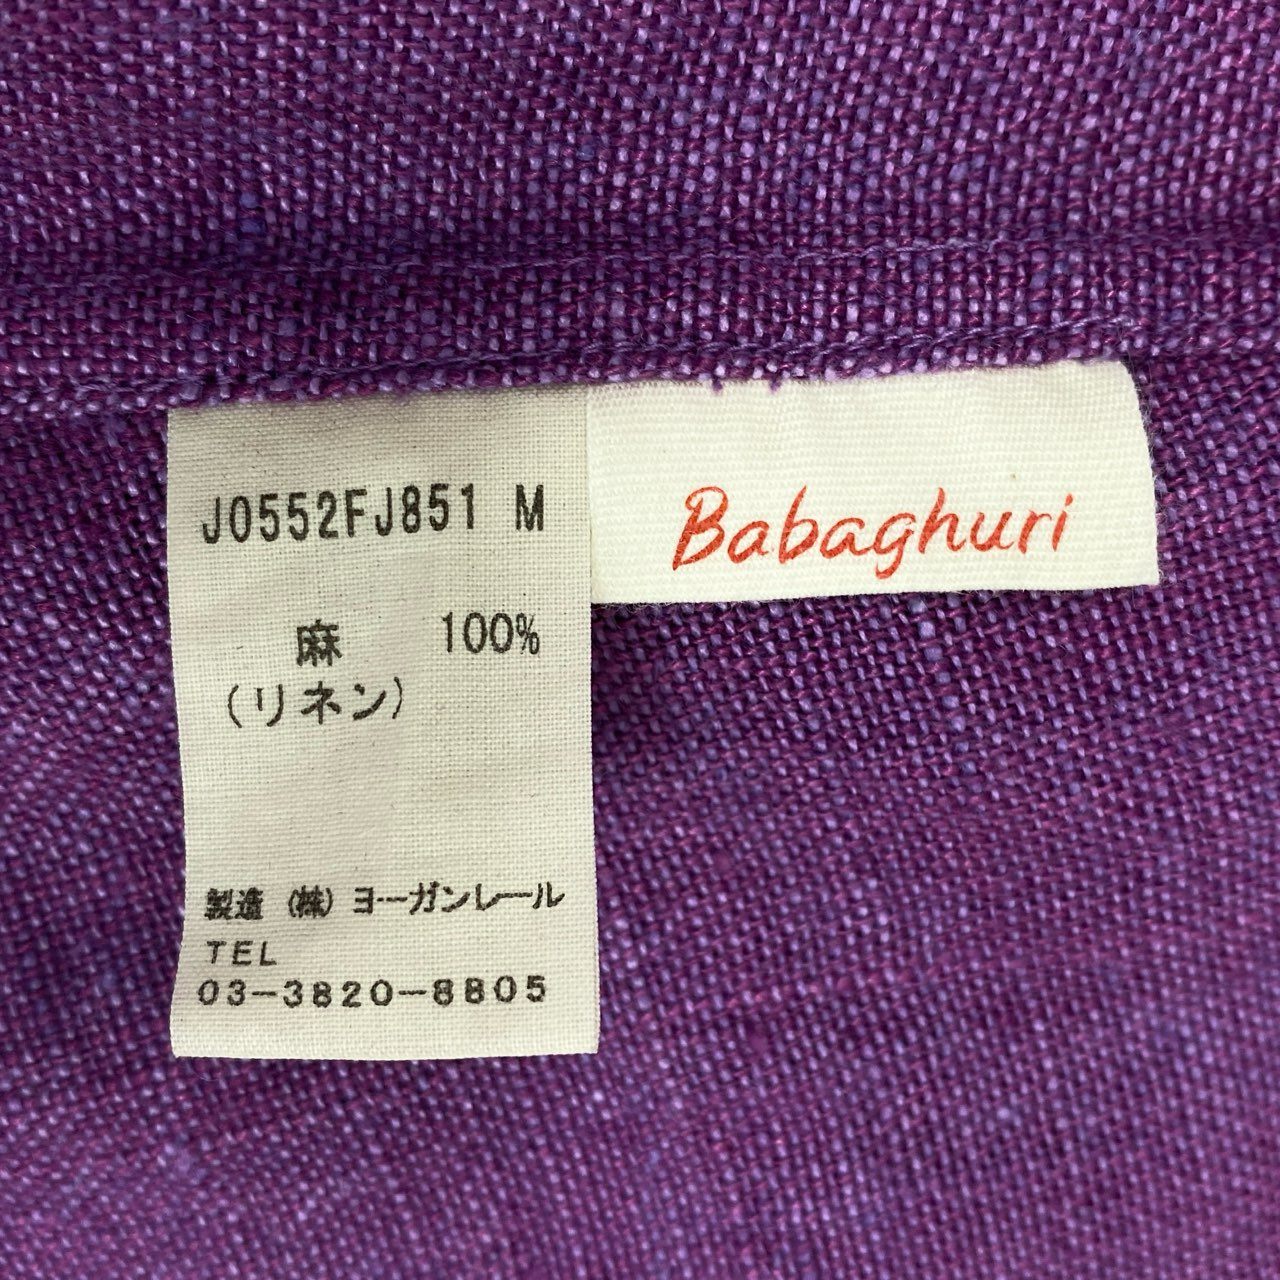 J0552FJ851 M
麻 100%
(リネン)
製造 (株) ヨーガンレール
TEL
03-3820-8805
Babaghuri